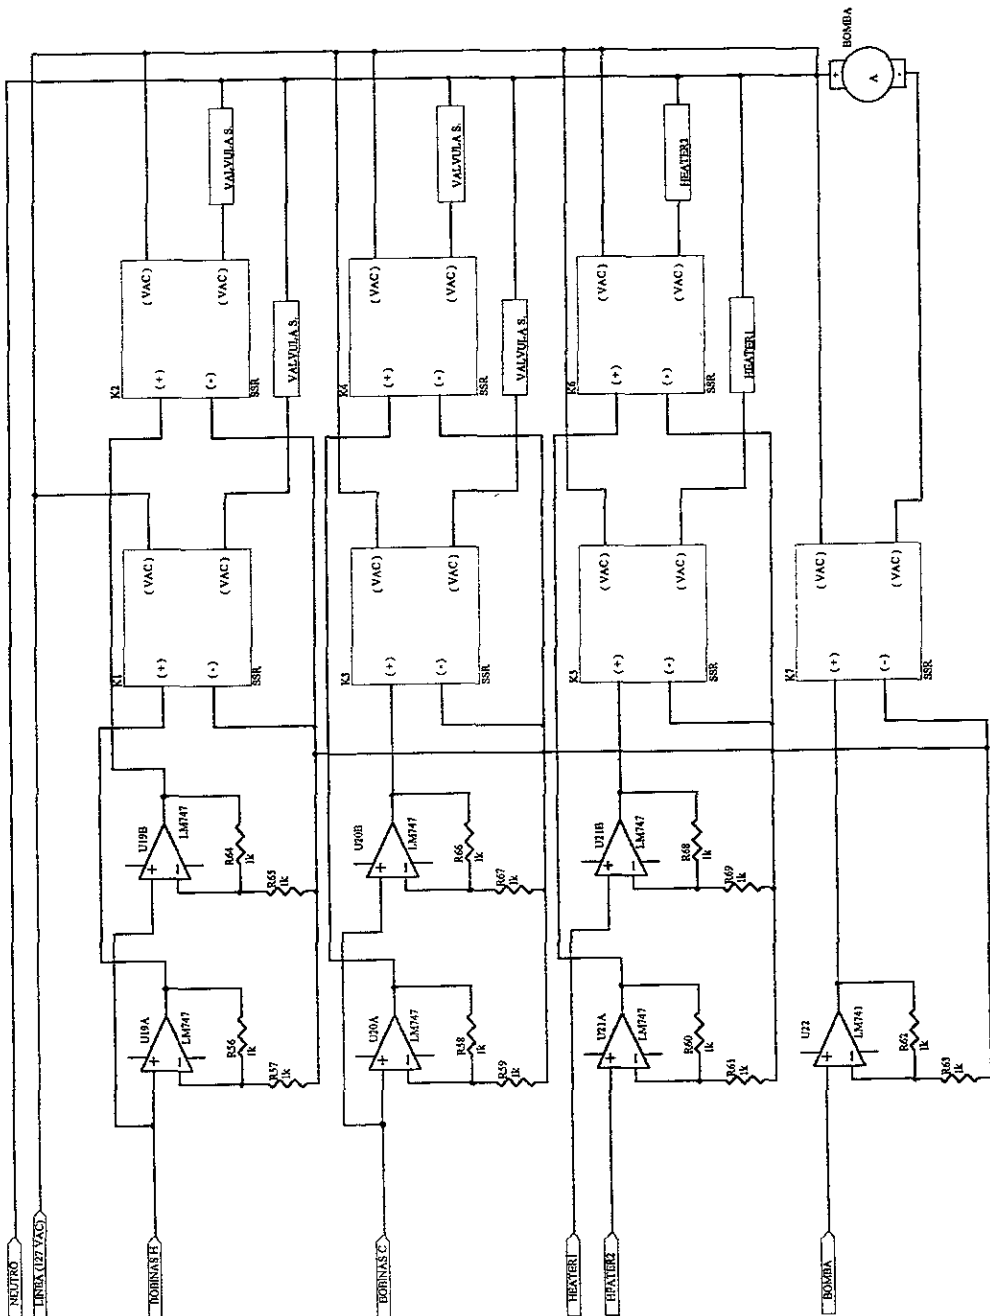 BOMBA
+
A
-
NEUTRO
LINEA (127 VAC)
BOBINAS H
U19A
+
-
LM747
R56
1k
R57
1k
U19B
+
-
LM747
R64
1k
R65
1k
K1
(+)
(-)
(VAC)
(VAC)
SSR
K2
(+)
(-)
(VAC)
(VAC)
SSR
VALVULA S.
VALVULA S.
BOBINAS C
U20A
+
-
LM747
R58
1k
R59
1k
U20B
+
-
LM747
R66
1k
R67
1k
K3
(+)
(-)
(VAC)
(VAC)
SSR
K4
(+)
(-)
(VAC)
(VAC)
SSR
VALVULA S.
VALVULA S.
HEATER1
HEATER2
U21A
+
-
LM747
R60
1k
R61
1k
U21B
+
-
LM747
R68
1k
R69
1k
K5
(+)
(-)
(VAC)
(VAC)
SSR
K6
(+)
(-)
(VAC)
(VAC)
SSR
HEATER2
HEATER1
BOMBA
U22
+
-
LM741
R62
1k
R63
1k
K7
(+)
(-)
(VAC)
(VAC)
SSR